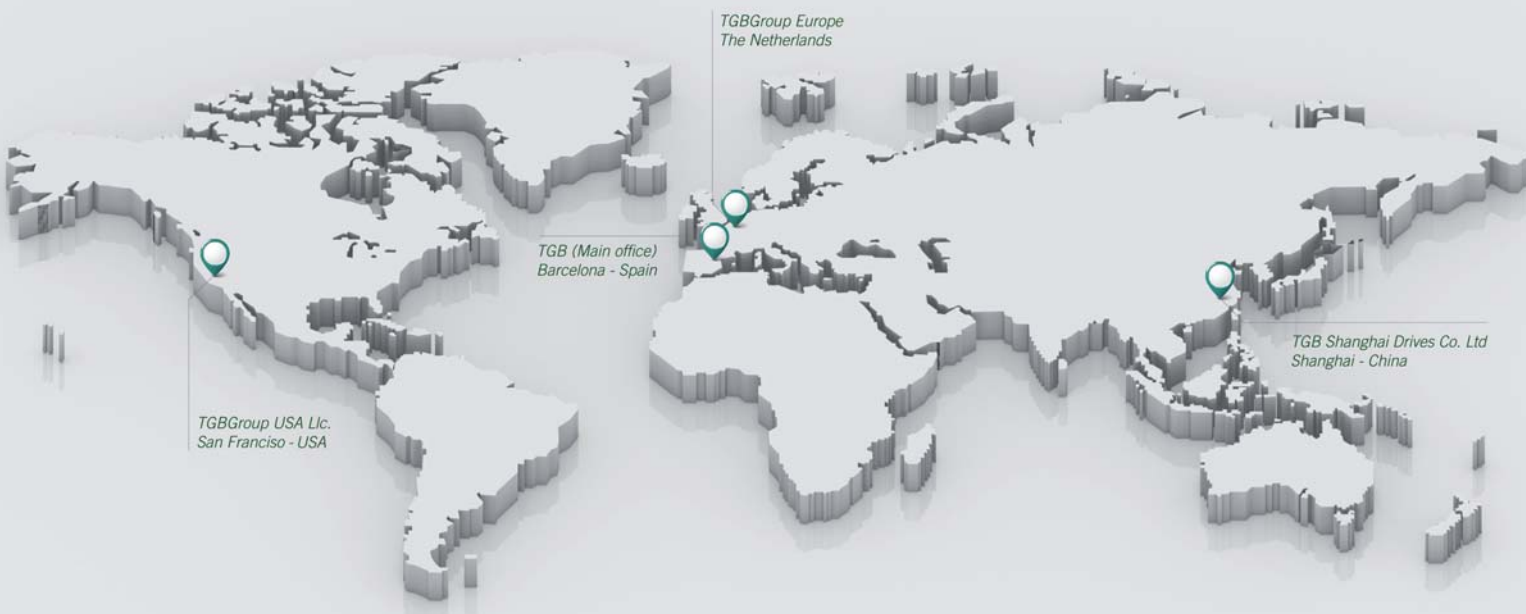 TGBGroup Europe
The Netherlands
TGB (Main office)
Barcelona - Spain
TGB Shanghai Drives Co. Ltd
Shanghai - China
TGBGroup USA Llc.
San Franciso - USA